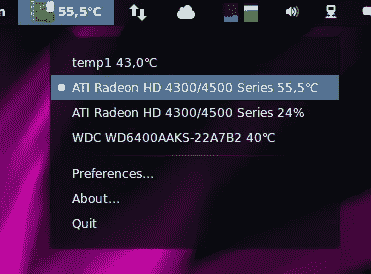 55,5°C
temp1 43,0°C
ATI Radeon HD 4300/4500 Series 55,5°C
ATI Radeon HD 4300/4500 Series 24%
WDC WD6400AAKS-22A7B2 40°C
Preferences...
About...
Quit